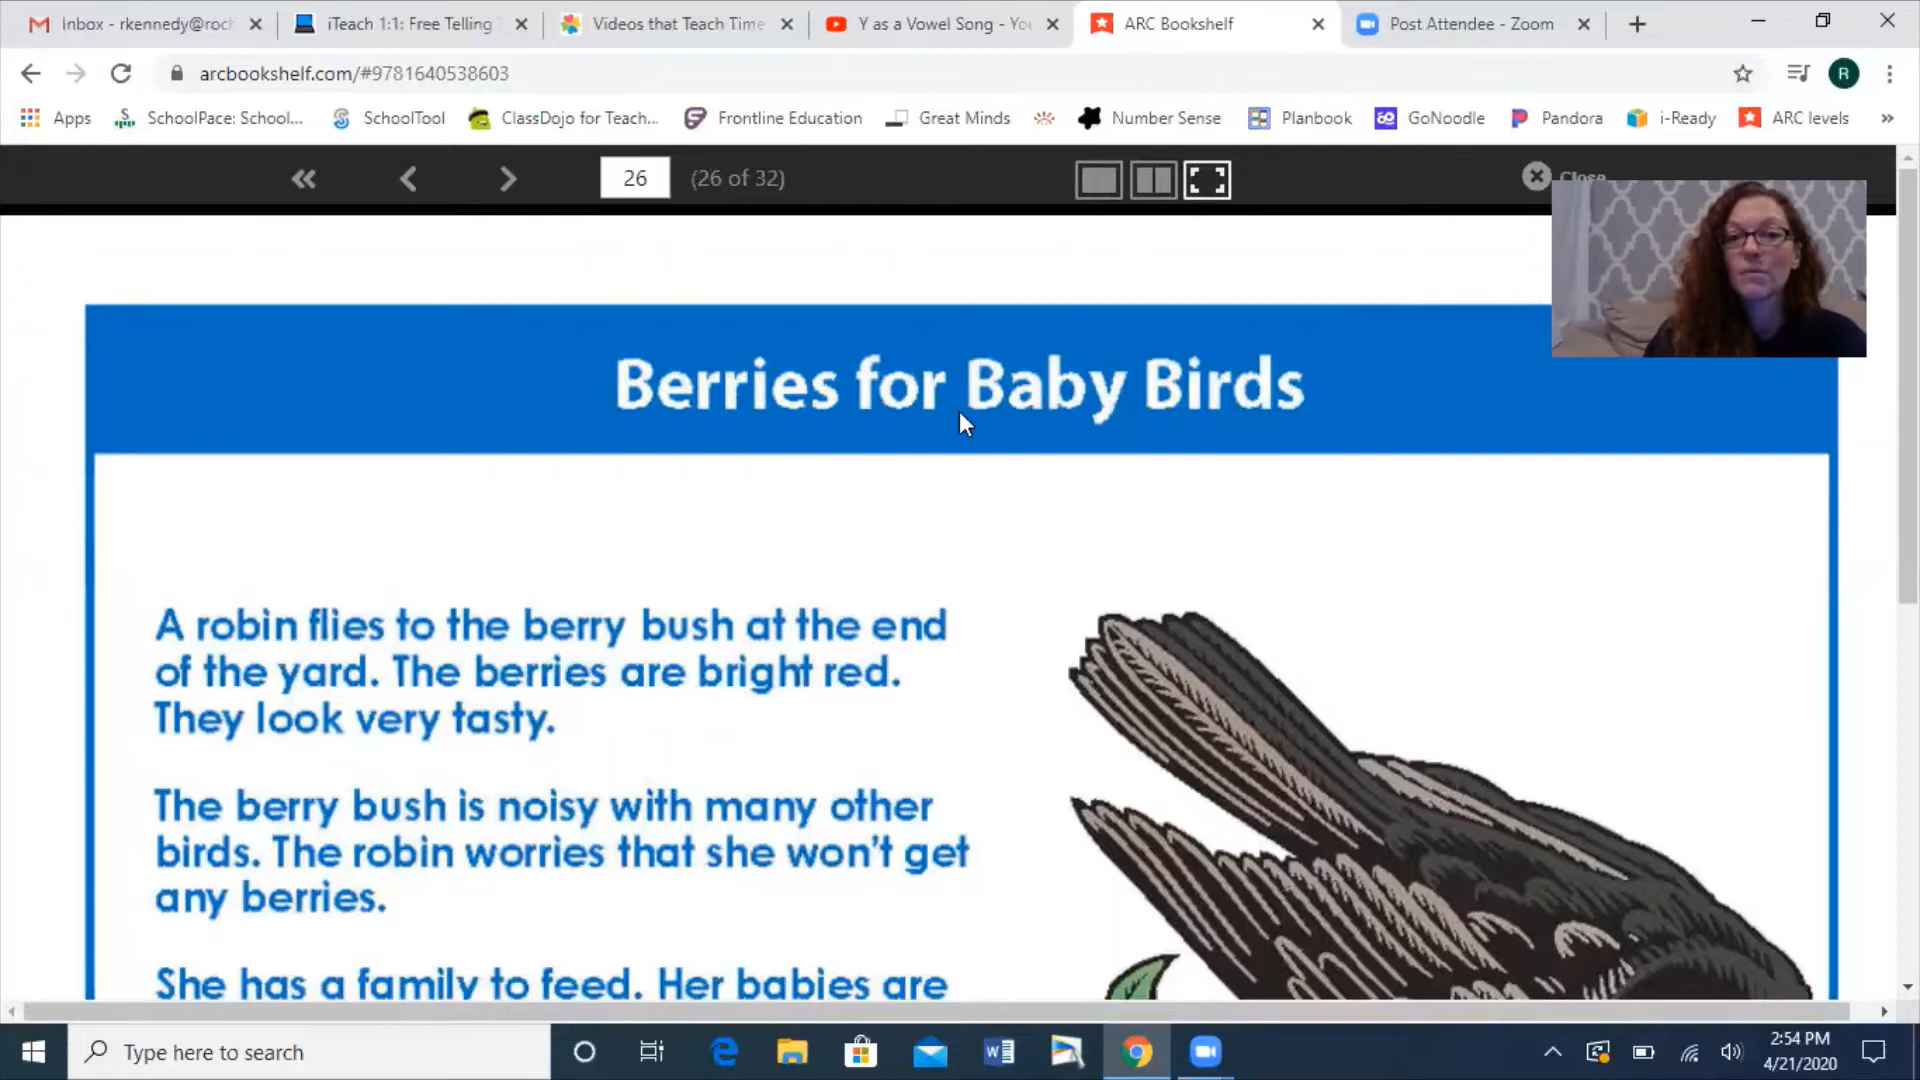 Inbox - rkennedy@roch
iTeach 1:1: Free Telling
Videos that Teach Time
Y as a Vowel Song - You
ARC Bookshelf
Post Attendee - Zoom
arcbookshelf.com/#9781640538603
R
Apps
SchoolPace: School...
SchoolTool
ClassDojo for Teach...
Frontline Education
Great Minds
Number Sense
Planbook
GoNoodle
Pandora
i-Ready
ARC levels
26
(26 of 32)
Close
Berries for Baby Birds
A robin flies to the berry bush at the end
of the yard. The berries are bright red.
They look very tasty.
The berry bush is noisy with many other
birds. The robin worries that she won't get
any berries.
She has a family to feed. Her babies are
Type here to search
2:54 PM
4/21/2020